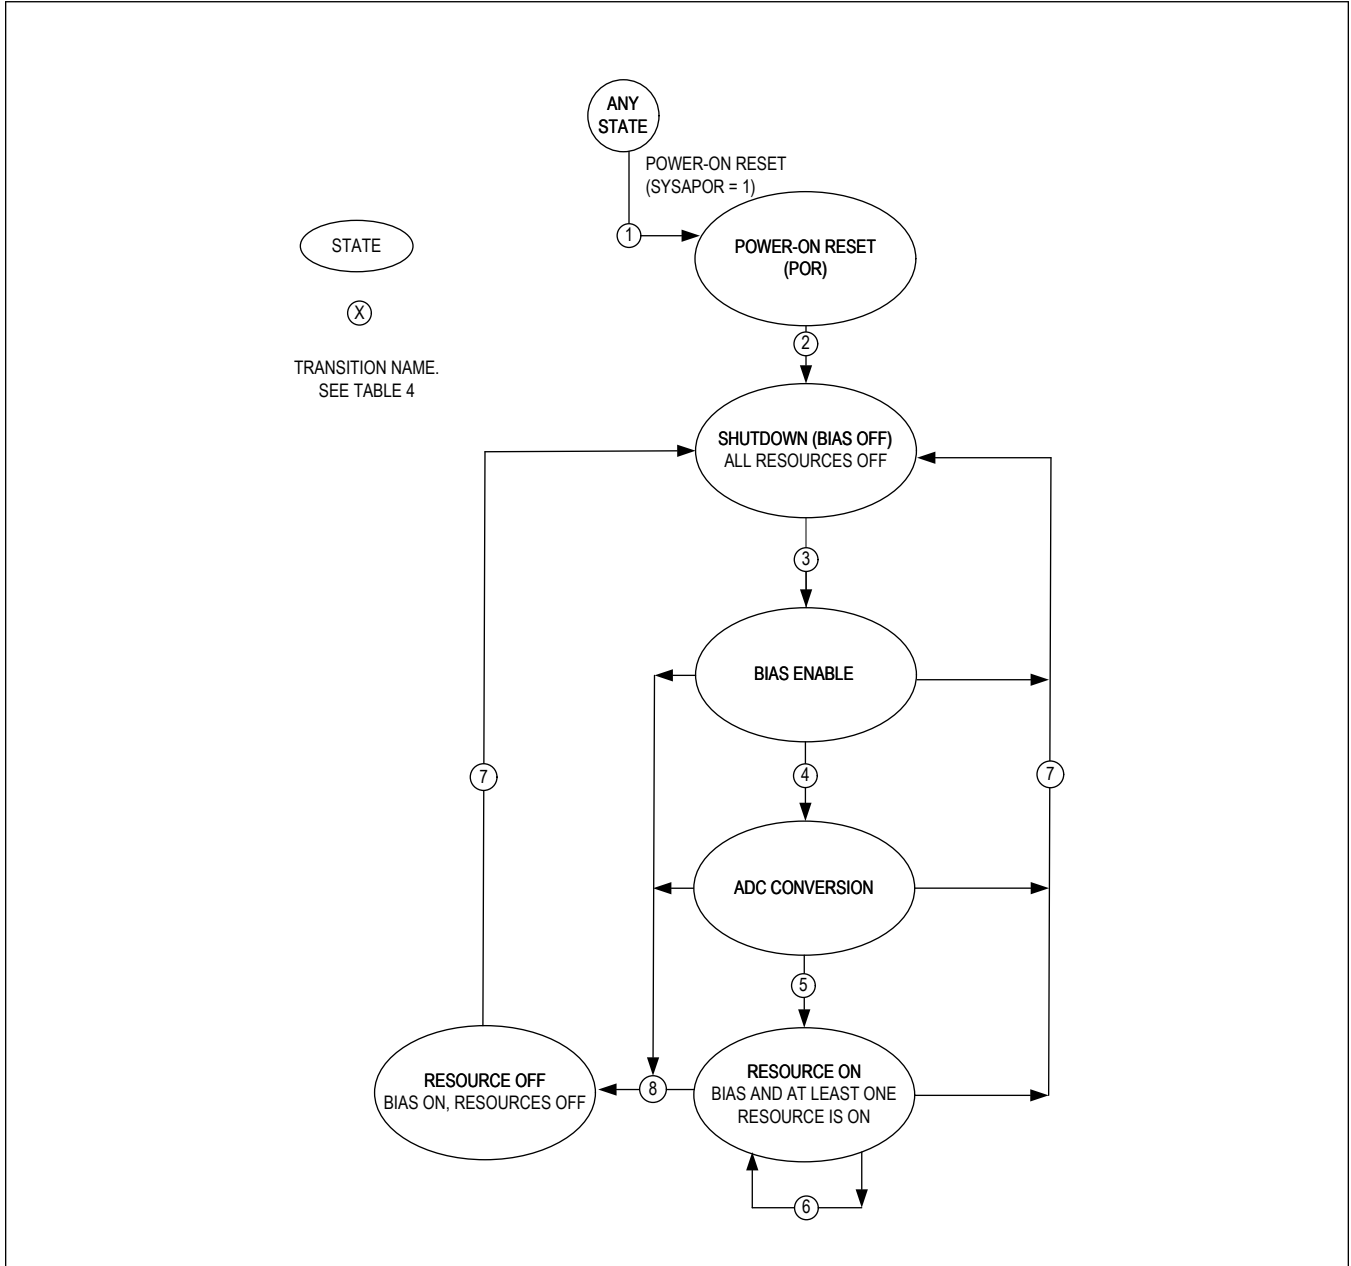 ANY
STATE
POWER-ON RESET
(SYSAPOR = 1)
1
POWER-ON RESET
(POR)
STATE
X
TRANSITION NAME.
SEE TABLE 4
2
SHUTDOWN (BIAS OFF)
ALL RESOURCES OFF
3
BIAS ENABLE
7
4
7
ADC CONVERSION
5
RESOURCE OFF
BIAS ON, RESOURCES OFF
8
RESOURCE ON
BIAS AND AT LEAST ONE
RESOURCE IS ON
6